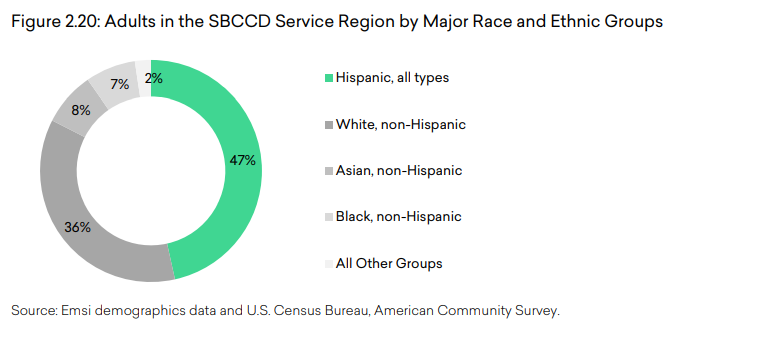 Figure 2.20: Adults in the SBCCD Service Region by Major Race and Ethnic Groups
2%
7%
8%
47%
36%
Hispanic, all types
White, non-Hispanic
Asian, non-Hispanic
Black, non-Hispanic
All Other Groups
Source: Emsi demographics data and U.S. Census Bureau, American Community Survey.